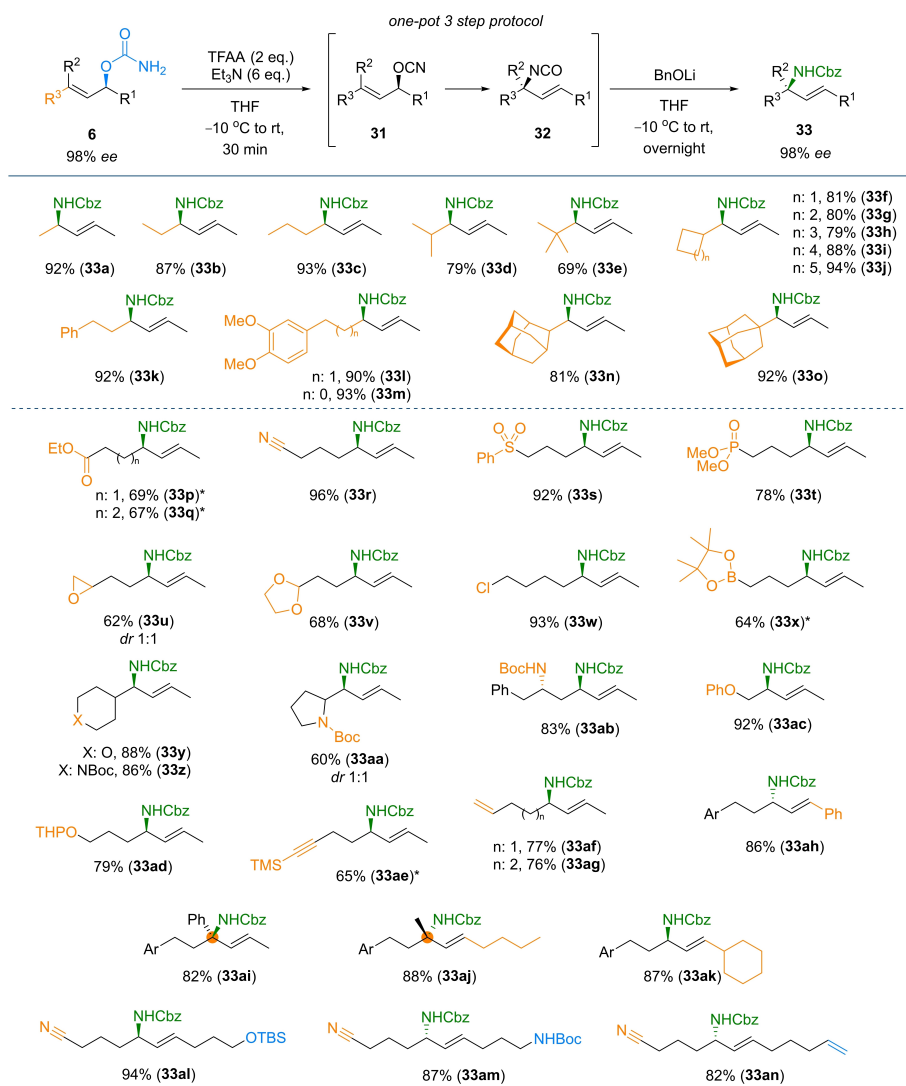 one-pot 3 step protocol
R2 O O NH2
R3 R1
6
98% ee
TFAA (2 eq.)
Et3N (6 eq.)
THF
–10 °C to rt,
30 min
R2 OCN
R3 R1
31
R2 NCO
R3 R1
32
BnOLi
THF
–10 °C to rt,
overnight
R2 NHCbz
R3 R1
33
98% ee
NHCbz
92% (33a)
NHCbz
87% (33b)
NHCbz
93% (33c)
NHCbz
79% (33d)
NHCbz
69% (33e)
NHCbz
n
n: 1, 81% (33f)
n: 2, 80% (33g)
n: 3, 79% (33h)
n: 4, 88% (33i)
n: 5, 94% (33j)
NHCbz
Ph
92% (33k)
NHCbz
MeO
MeO
n
n: 1, 90% (33l)
n: 0, 93% (33m)
NHCbz
81% (33n)
NHCbz
92% (33o)
NHCbz
EtO
O
n
n: 1, 69% (33p)*
n: 2, 67% (33q)*
NHCbz
N
96% (33r)
NHCbz
O O
S
Ph
92% (33s)
NHCbz
O
MeO P
MeO
78% (33t)
NHCbz
O
62% (33u)
dr 1:1
NHCbz
O
O
68% (33v)
NHCbz
Cl
93% (33w)
NHCbz
O
B
O
64% (33x)*
NHCbz
X
X: O, 88% (33y)
X: NBoc, 86% (33z)
NHCbz
N
Boc
60% (33aa)
dr 1:1
BocHN NHCbz
Ph
83% (33ab)
NHCbz
PhO
92% (33ac)
NHCbz
THPO
79% (33ad)
NHCbz
TMS
65% (33ae)*
NHCbz
n
n: 1, 77% (33af)
n: 2, 76% (33ag)
NHCbz
Ar Ph
86% (33ah)
Ph NHCbz
Ar
82% (33ai)
NHCbz
Ar
88% (33aj)
NHCbz
Ar
87% (33ak)
NHCbz
N OTBS
94% (33al)
NHCbz
N NHBoc
87% (33am)
NHCbz
N
82% (33an)